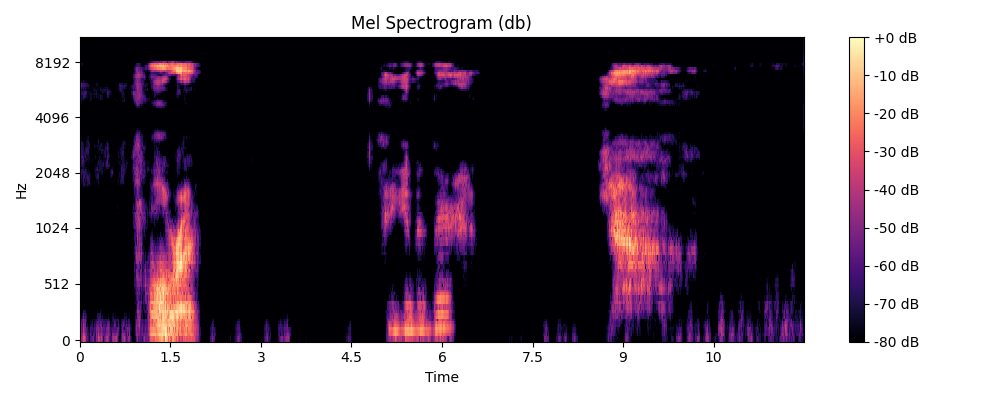 Mel Spectrogram (db)
Hz
8192
4096
2048
1024
512
0
0 1.5 3 4.5 6 7.5 9 10
Time
+0 dB
-10 dB
-20 dB
-30 dB
-40 dB
-50 dB
-60 dB
-70 dB
-80 dB